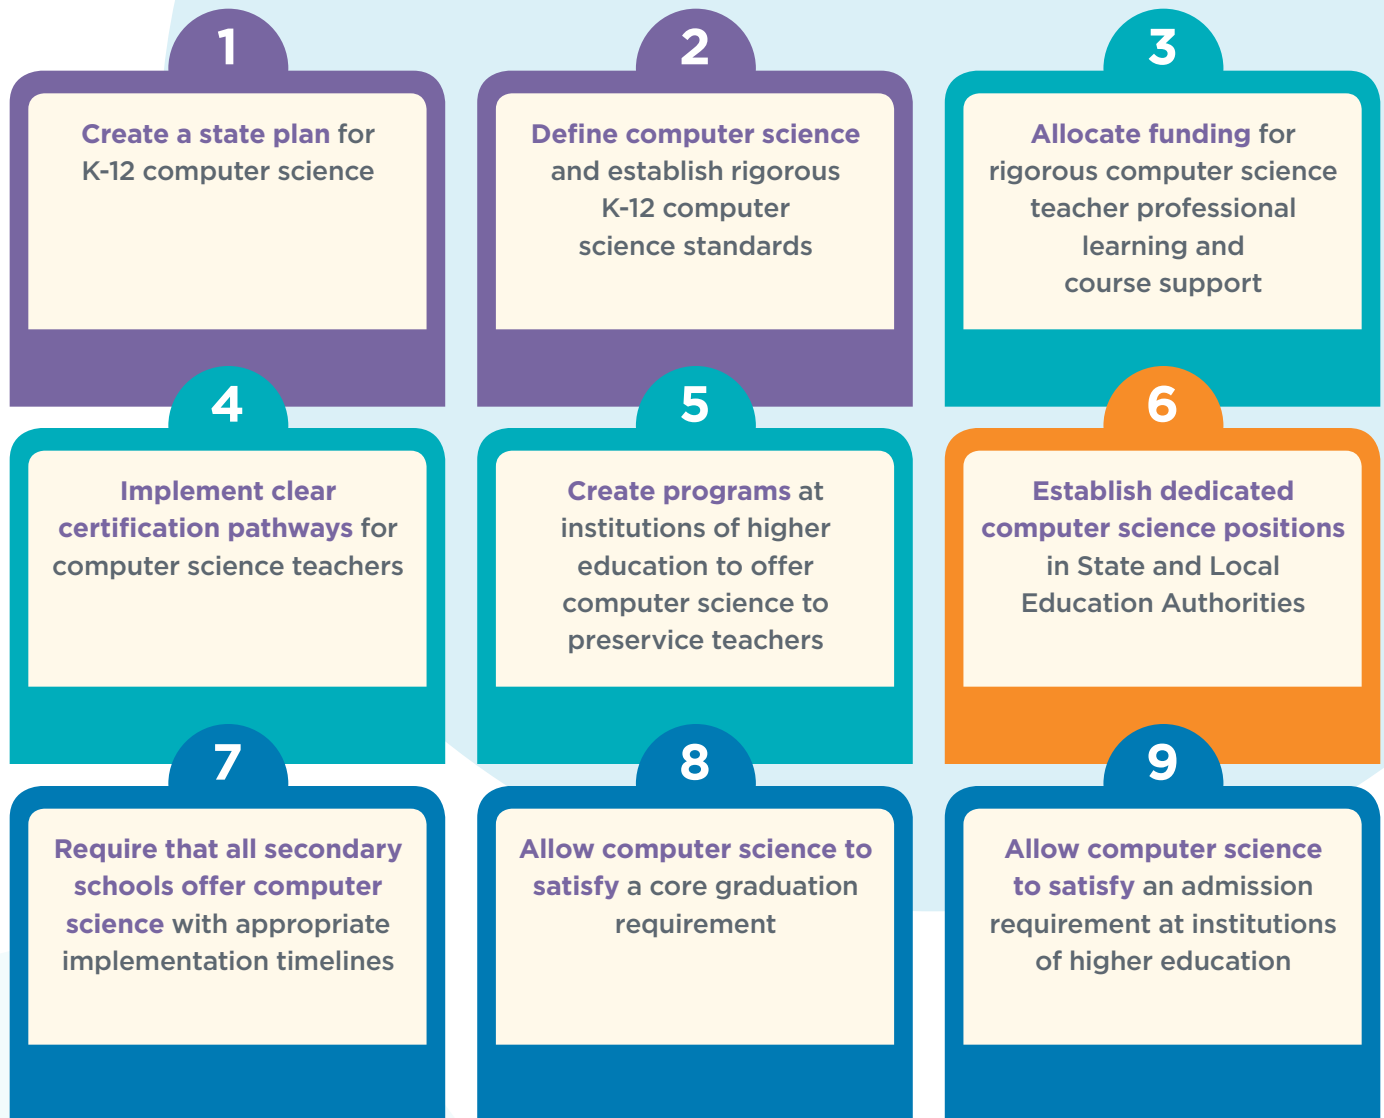 1
Create a state plan for
K-12 computer science
2
Define computer science
and establish rigorous
K-12 computer
science standards
3
Allocate funding for
rigorous computer science
teacher professional
learning and
course support
4
Implement clear
certification pathways for
computer science teachers
5
Create programs at
institutions of higher
education to offer
computer science to
preservice teachers
6
Establish dedicated
computer science positions
in State and Local
Education Authorities
7
Require that all secondary
schools offer computer
science with appropriate
implementation timelines
8
Allow computer science to
satisfy a core graduation
requirement
9
Allow computer science
to satisfy an admission
requirement at institutions
of higher education